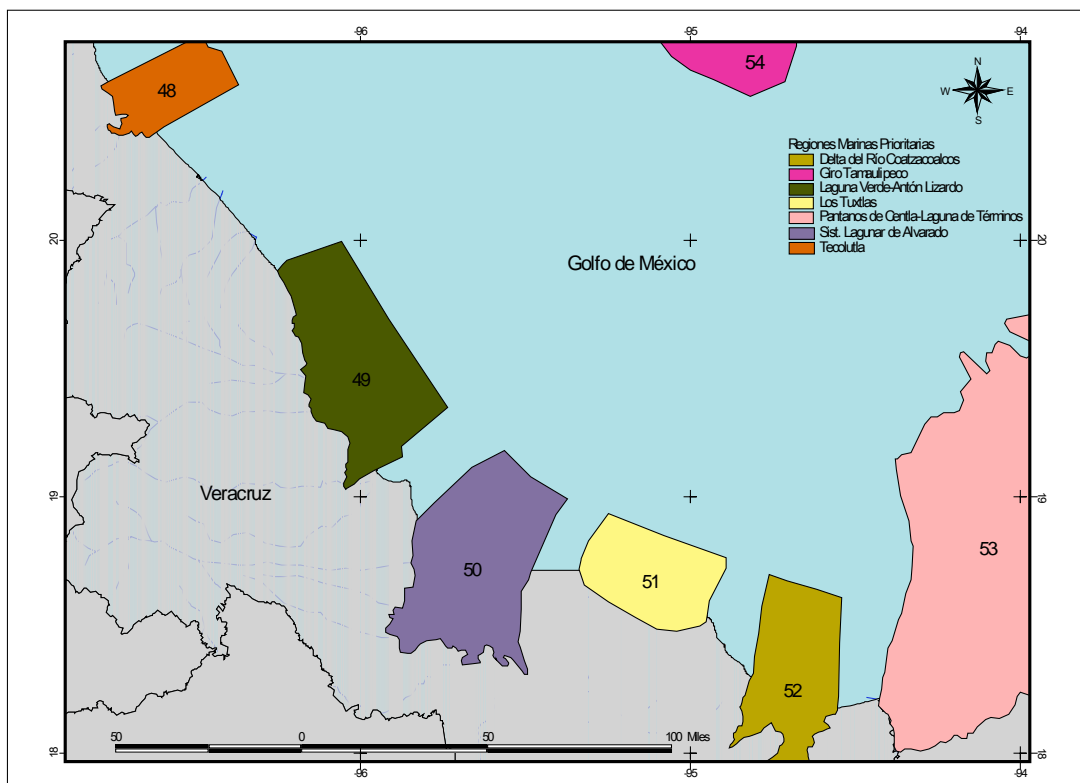 -96
-95
-94
54
48
N
W E
S
Regiones Marinas Prioritarias
Delta del Río Coatzacoalcos
Giro Tamaulipeco
Laguna Verde-Antón Lizardo
Los Tuxtlas
Pantanos de Centla-Laguna de Términos
Sist. Lagunar de Alvarado
Tecolutla
20
20
Golfo de México
49
Veracruz
19
19
53
50
51
52
50 0 50 100 Miles
18
18
-96
-95
-94